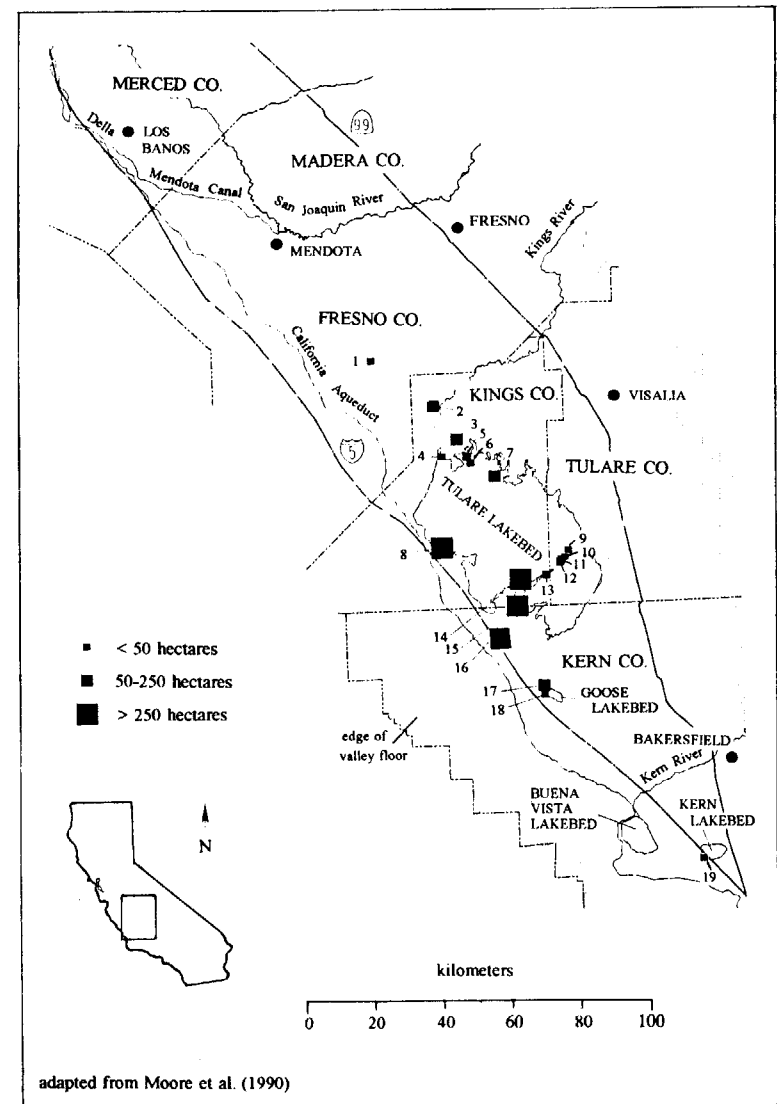 MERCED CO.
Della
LOS
BANOS
99
MADERA CO.
Mendota Canal
San Joaquin River
FRESNO
Kings River
MENDOTA
FRESNO CO.
California
Aqueduct
1
KINGS CO.
2
VISALIA
3
5
4
6
7
5
TULARE CO.
TULARE LAKEBED
8
9
10
11
12
13
14
15
16
< 50 hectares
50-250 hectares
> 250 hectares
KERN CO.
17
18
GOOSE
LAKEBED
edge of
valley floor
BAKERSFIELD
Kern River
BUENA
VISTA
LAKEBED
KERN
LAKEBED
19
N
kilometers
0 20 40 60 80 100
adapted from Moore et al. (1990)